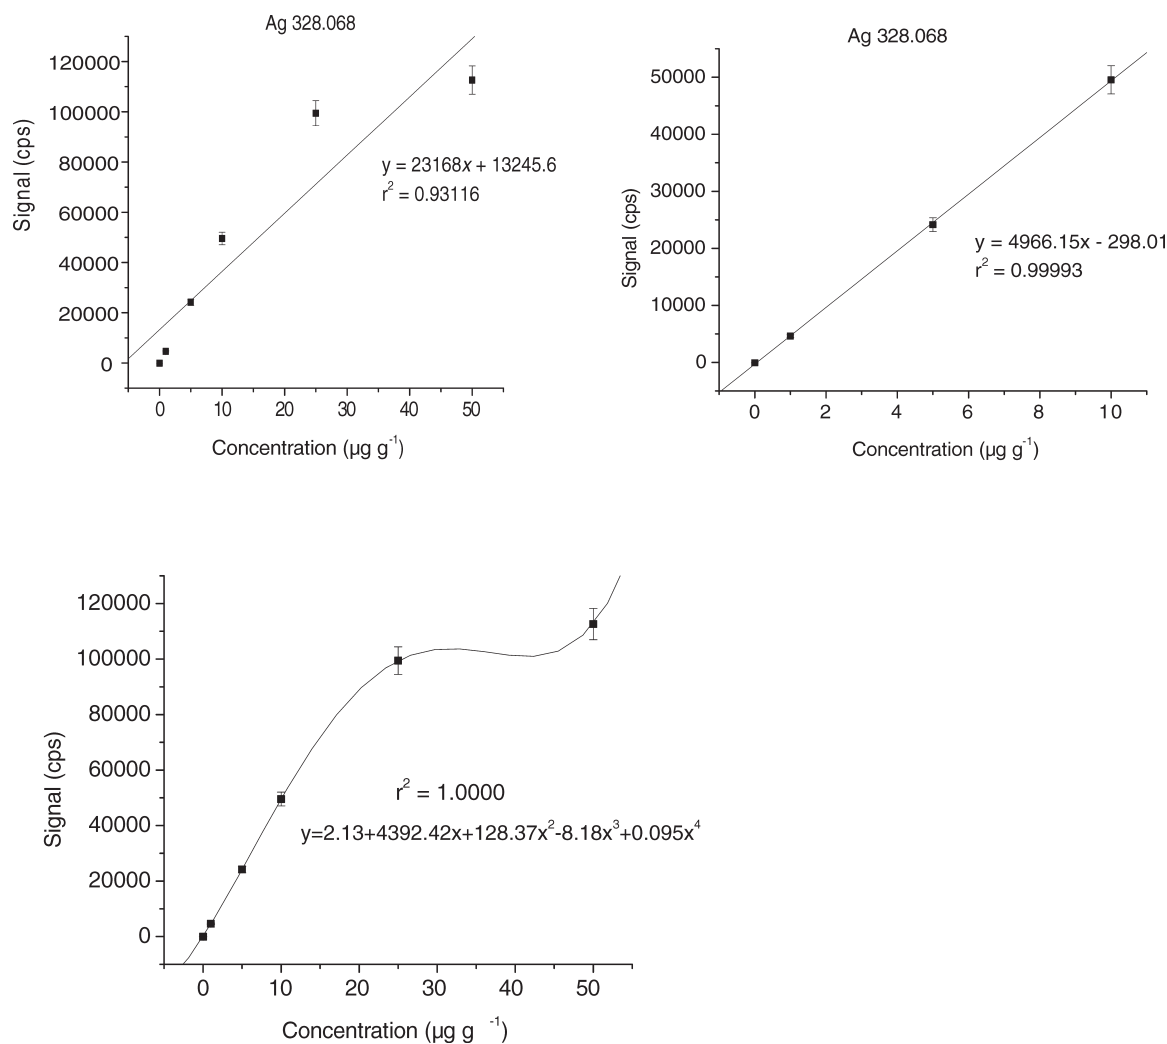 Ag 328.068
120000
100000
80000
60000
40000
20000
0
Signal (cps)
y = 23168x + 13245.6
r² = 0.93116
0 10 20 30 40 50
Concentration (µg g⁻¹)
Ag 328.068
50000
40000
30000
20000
10000
0
Signal (cps)
y = 4966.15x - 298.01
r² = 0.99993
0 2 4 6 8 10
Concentration (µg g⁻¹)
120000
100000
80000
60000
40000
20000
0
Signal (cps)
r² = 1.0000
y=2.13+4392.42x+128.37x²-8.18x³+0.095x⁴
0 10 20 30 40 50
Concentration (µg g ⁻¹)